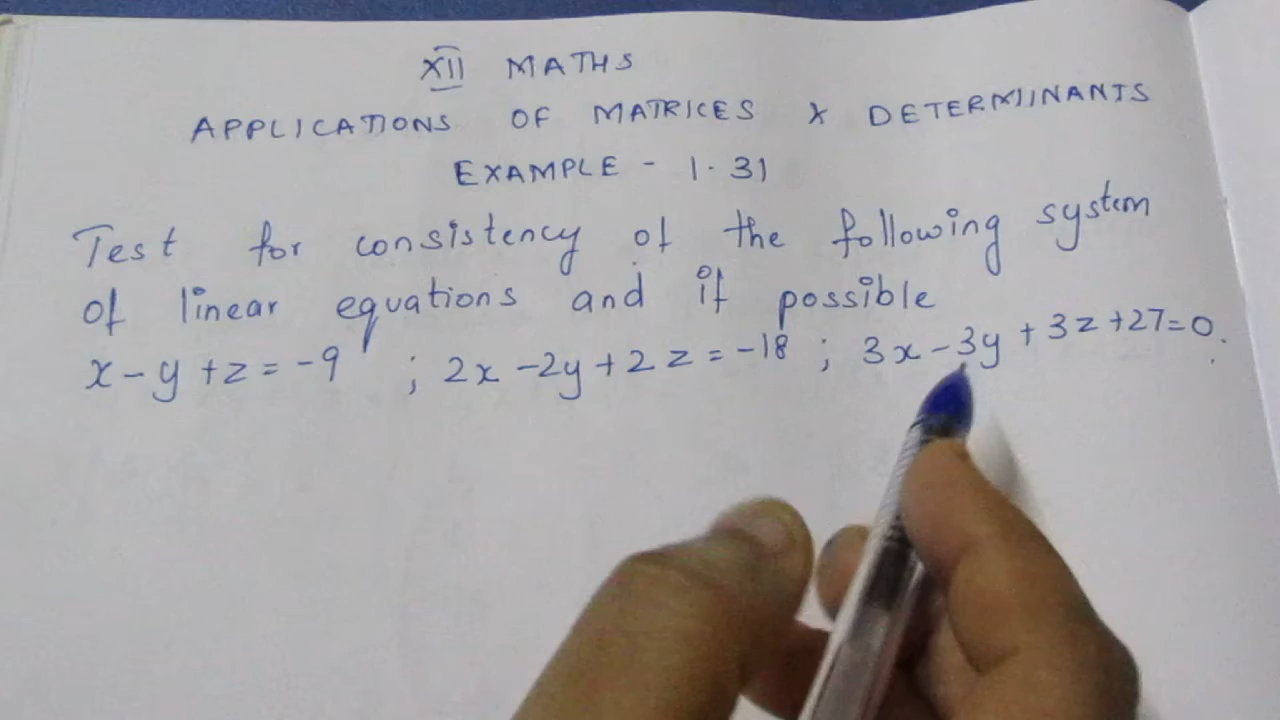 XII MATHS
APPLICATIONS OF MATRICES & DETERMINANTS
EXAMPLE - 1.31
Test for consistency of the following system
of linear equations and if possible
x - y + z = -9 ; 2x - 2y + 2z = -18 ; 3x - 3y + 3z + 27 = 0.